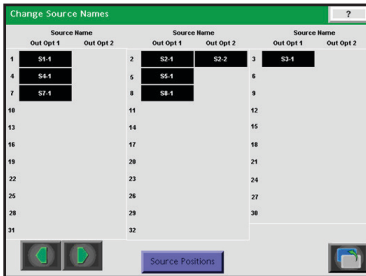 Change Source Names ?
Source Name Source Name Source Name
Out Opt 1 Out Opt 2 Out Opt 1 Out Opt 2 Out Opt 1 Out Opt 2
1 S1-1 2 S2-1 S2-2 3 S3-1
4 S4-1 5 S5-1 6
7 S7-1 8 S8-1 9
10 11 12
13 14 15
16 17 18
19 20 21
22 23 24
25 26 27
28 29 30
31 32
Source Positions